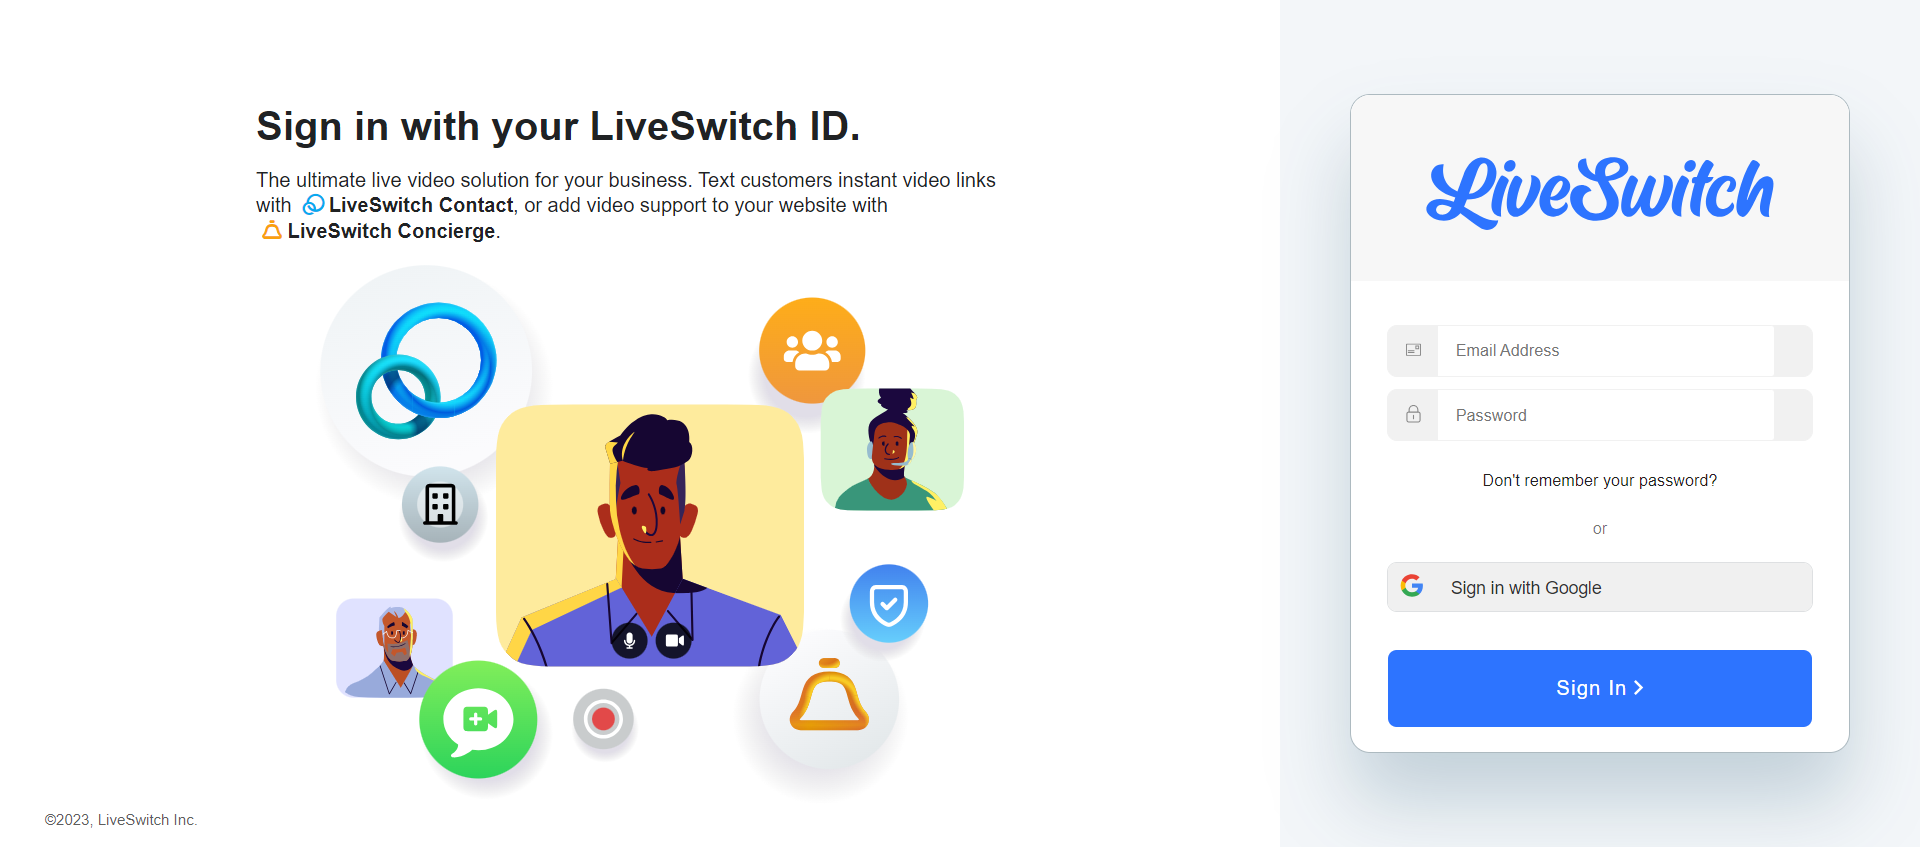 Sign in with your LiveSwitch ID.
The ultimate live video solution for your business. Text customers instant video links
with LiveSwitch Contact, or add video support to your website with
LiveSwitch Concierge.
©2023, LiveSwitch Inc.
LiveSwitch
Email Address
Password
Don't remember your password?
or
Sign in with Google
Sign In